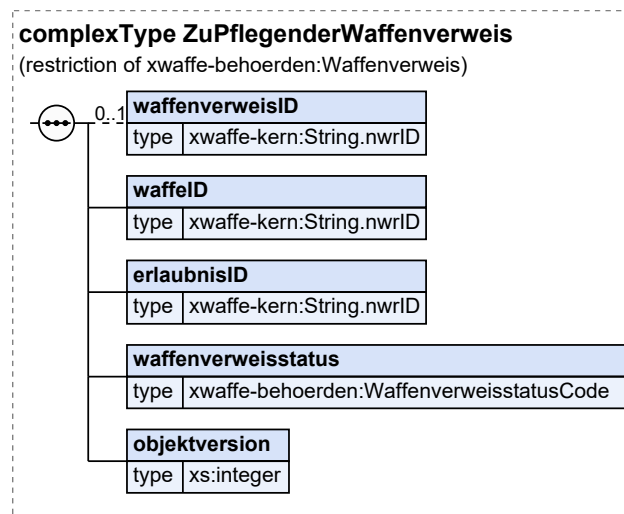 complexType ZuPflegenderWaffenverweis
(restriction of xwaffe-behoerden:Waffenverweis)
0..1
waffenverweisID
type xwaffe-kern:String.nwrID
waffeID
type xwaffe-kern:String.nwrID
erlaubnisID
type xwaffe-kern:String.nwrID
waffenverweisstatus
type xwaffe-behoerden:WaffenverweisstatusCode
objektversion
type xs:integer